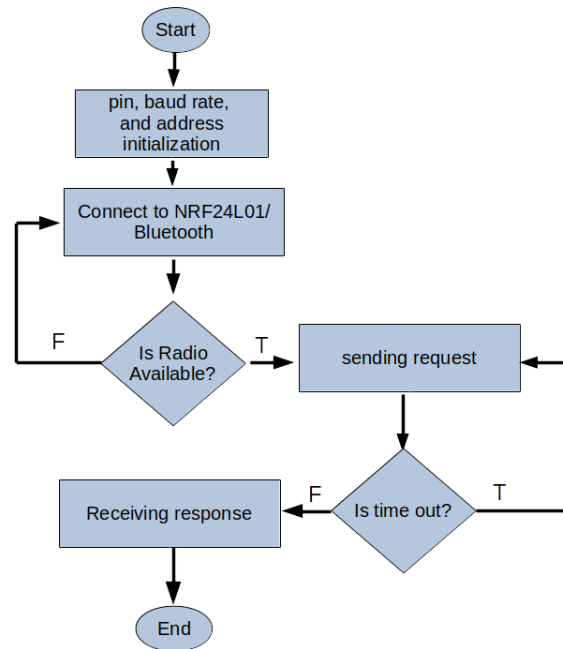 Start
pin, baud rate,
and address
initialization
Connect to NRF24L01/
Bluetooth
F
Is Radio
Available?
T
sending request
Receiving response
F
Is time out?
T
End